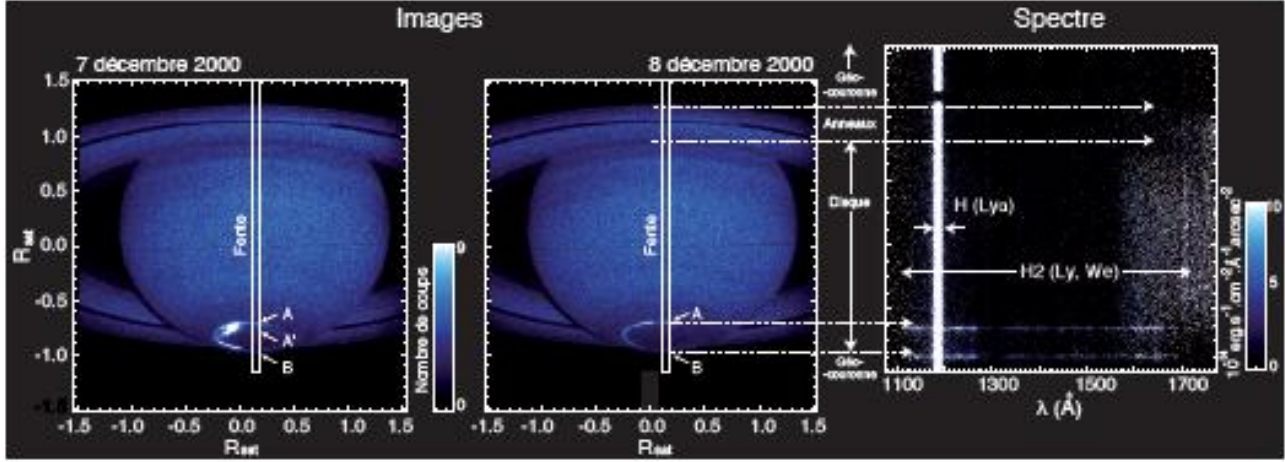 Images
Spectre
7 décembre 2000
8 décembre 2000
1.5
1.0
0.5
0.0
-0.5
-1.0
-1.5
R_sat
-1.5 -1.0 -0.5 0.0 0.5 1.0 1.5
R_sat
Fente
A
A'
B
9
0
Nombre de coups
-1.5 -1.0 -0.5 0.0 0.5 1.0 1.5
R_sat
Fente
A
B
Géo-
-couronne
Anneaux
Disque
Géo-
-couronne
H (Lyα)
H2 (Ly, We)
1100 1300 1500 1700
λ (Å)
10
5
0